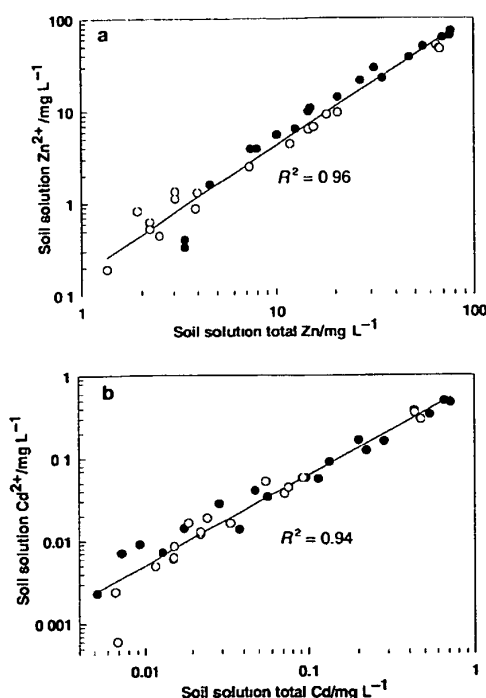 a
100
10
1
0 1
Soil solution Zn²⁺/mg L⁻¹
R² = 0 96
1
10
100
Soil solution total Zn/mg L⁻¹
b
1
0.1
0.01
0 001
Soil solution Cd²⁺/mg L⁻¹
R² = 0.94
0.01
0.1
1
Soil solution total Cd/mg L⁻¹